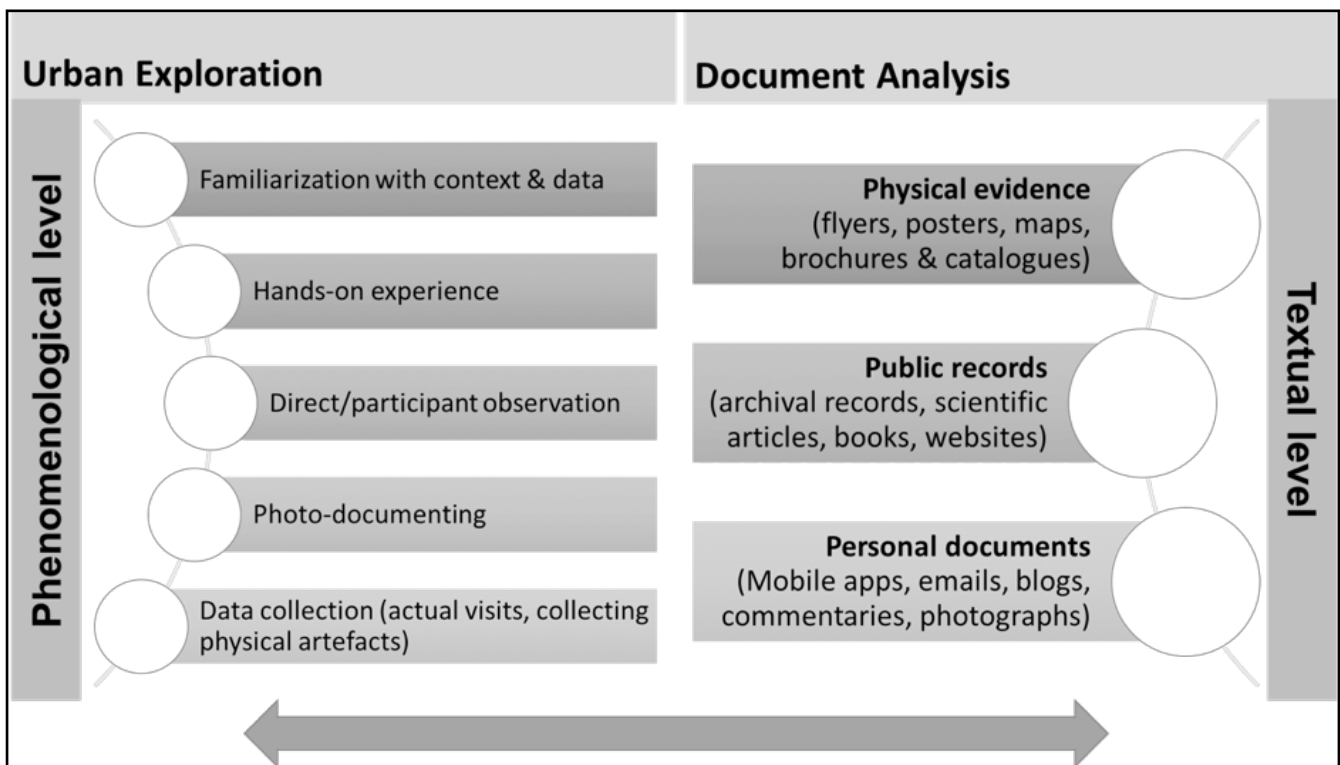 Urban Exploration
Phenomenological level
Familiarization with context & data
Hands-on experience
Direct/participant observation
Photo-documenting
Data collection (actual visits, collecting
physical artefacts)
Document Analysis
Physical evidence
(flyers, posters, maps,
brochures & catalogues)
Public records
(archival records, scientific
articles, books, websites)
Personal documents
(Mobile apps, emails, blogs,
commentaries, photographs)
Textual level